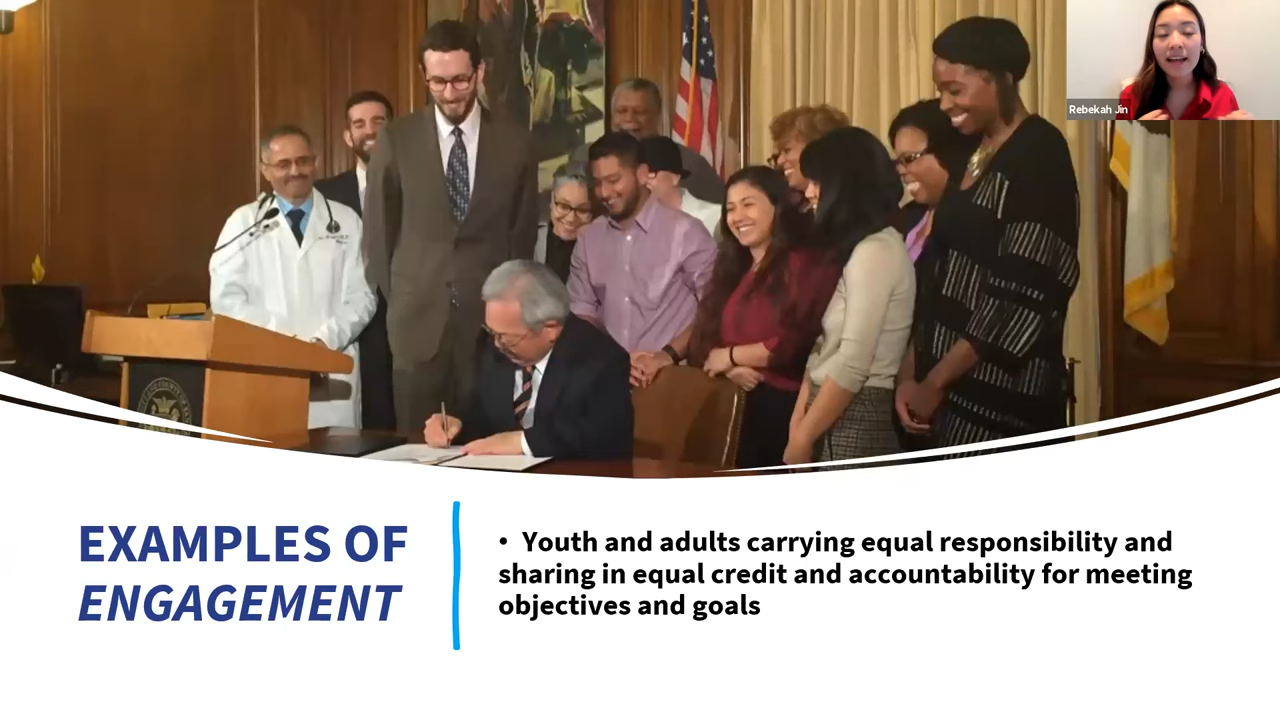 Rebekah Jin
EXAMPLES OF
ENGAGEMENT
• Youth and adults carrying equal responsibility and
sharing in equal credit and accountability for meeting
objectives and goals